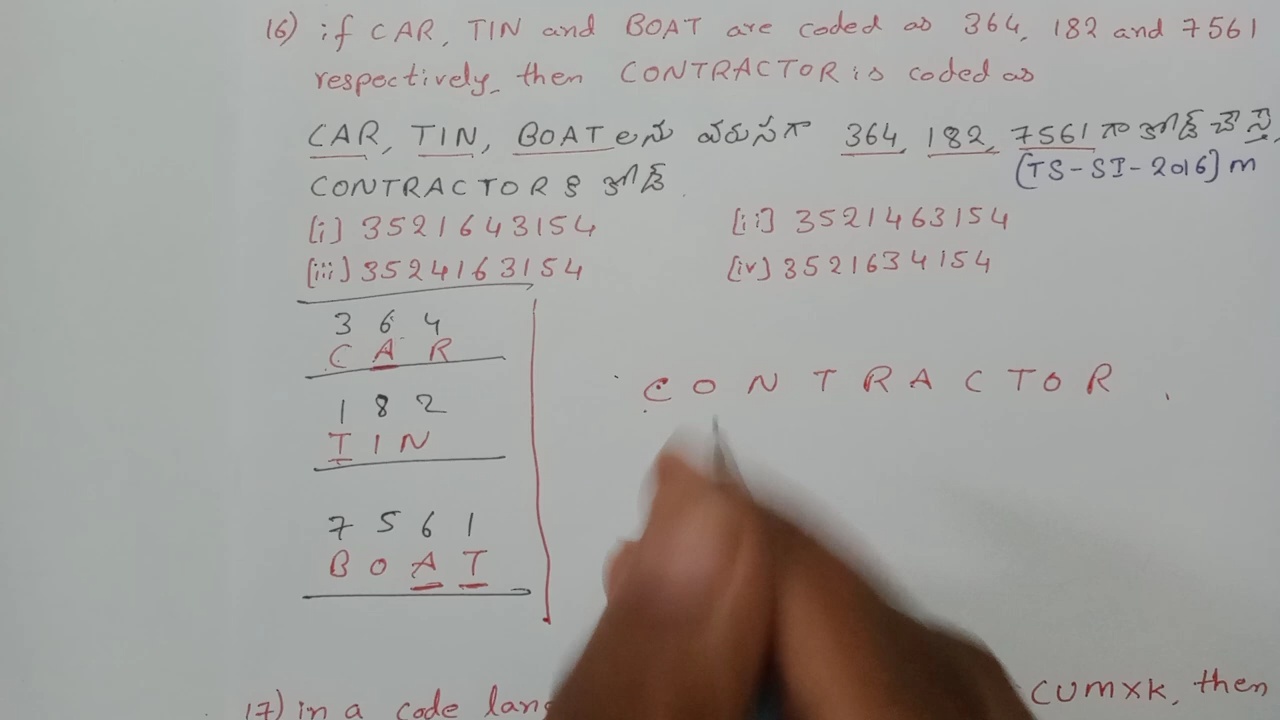 16) if CAR, TIN and BOAT are coded as 364, 182 and 7561
respectively, then CONTRACTOR is coded as
CAR, TIN, BOAT లను వరుసగా 364, 182, 7561 గా కోడ్ చేస్తే
(TS-SI-2016) m
CONTRACTOR కి కోడ్
(i) 3521643154 (ii) 3521463154
(iii) 3524163154 (iv) 3521634154
3 6 4
C A R
1 8 2
T I N
7 5 6 1
B O A T
C O N T R A C T O R
17) in a code lang CUMXK, then